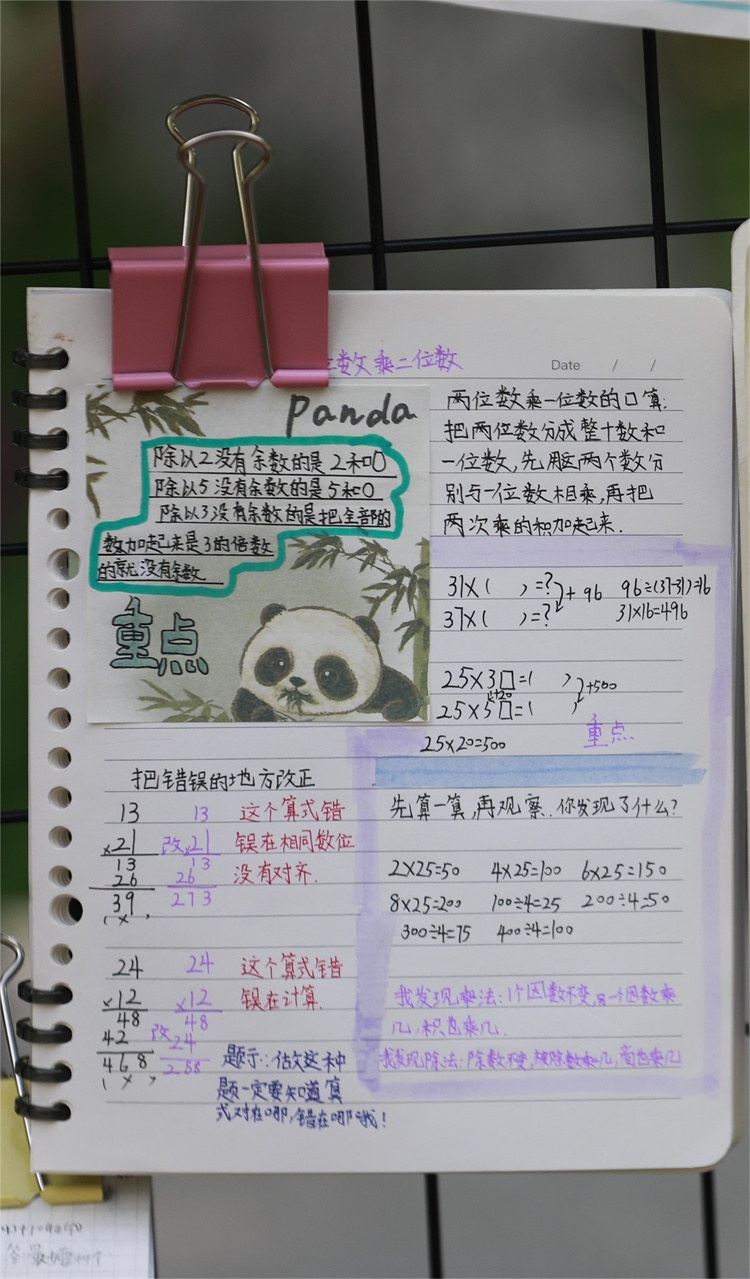 位数乘二位数
Date / /
panda
除以2没有余数的是2和0
除以5没有余数的是5和0
除以3没有余数的是把全部的
数加起来是3的倍数
的就没有余数
重点
两位数乘一位数的口算:
把两位数分成整十数和
一位数,先用这两个数分
别与一位数相乘,再把
两次乘的积加起来.
31×( )=? +96 96÷(37-31)=16
37×( )=? 31×16=496
25×3□=( )
+20 +500
25×5□=( )
25×20=500
重点
把错误的地方改正
13 13 这个算式错
×21 改×21 误在相同数位
13 13 没有对齐.
26 26
39 273
(×)
24 24 这个算式错
×12 ×12 误在计算.
48 48
42 改24
468 288
(×)
题示:估文这种
题一定要知道算
式对在哪,错在哪哦!
先算一算,再观察.你发现了什么?
2×25=50 4×25=100 6×25=150
8×25=200 100÷4=25 200÷4=50
300÷4=75 400÷4=100
我发现乘法:1个因数不变,另一个因数乘
几,积也乘几.
我发现除法:除数不变,被除数乘几,商也乘几